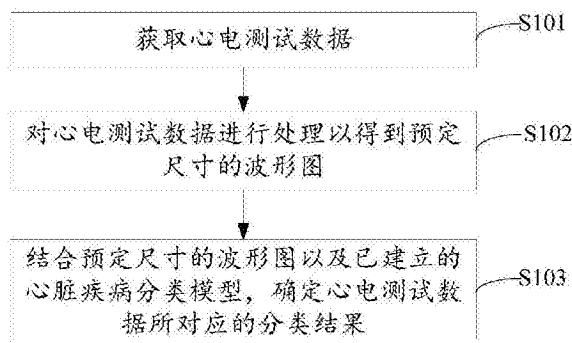 获取心电测试数据
S101
对心电测试数据进行处理以得到预定
尺寸的波形图
S102
结合预定尺寸的波形图以及已建立的
心脏疾病分类模型，确定心电测试数
据所对应的分类结果
S103